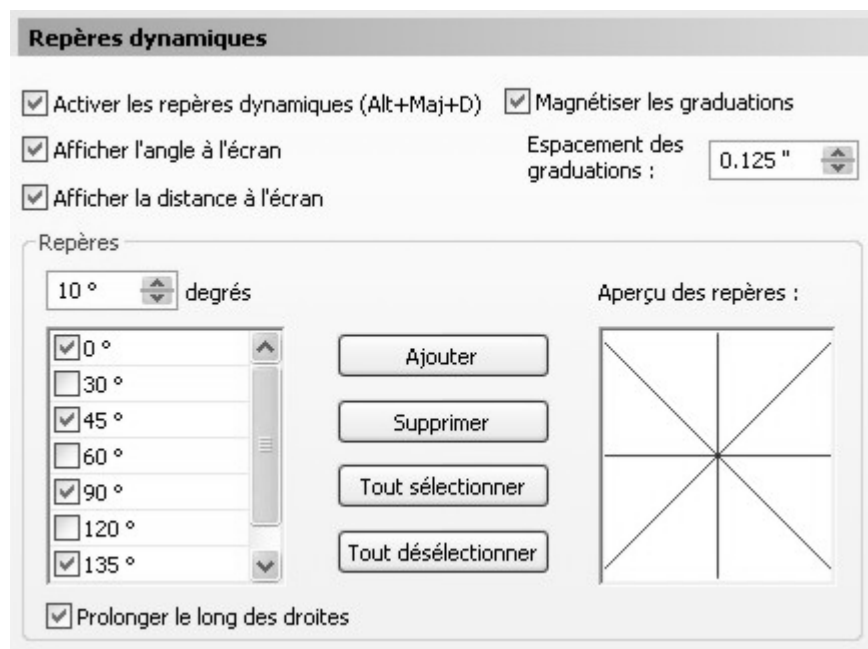 Repères dynamiques
Activer les repères dynamiques (Alt+Maj+D)
Magnétiser les graduations
Afficher l'angle à l'écran
Espacement des
graduations :
0.125 "
Afficher la distance à l'écran
Repères
10 °
degrés
Aperçu des repères :
0 °
30 °
45 °
60 °
90 °
120 °
135 °
Ajouter
Supprimer
Tout sélectionner
Tout désélectionner
Prolonger le long des droites